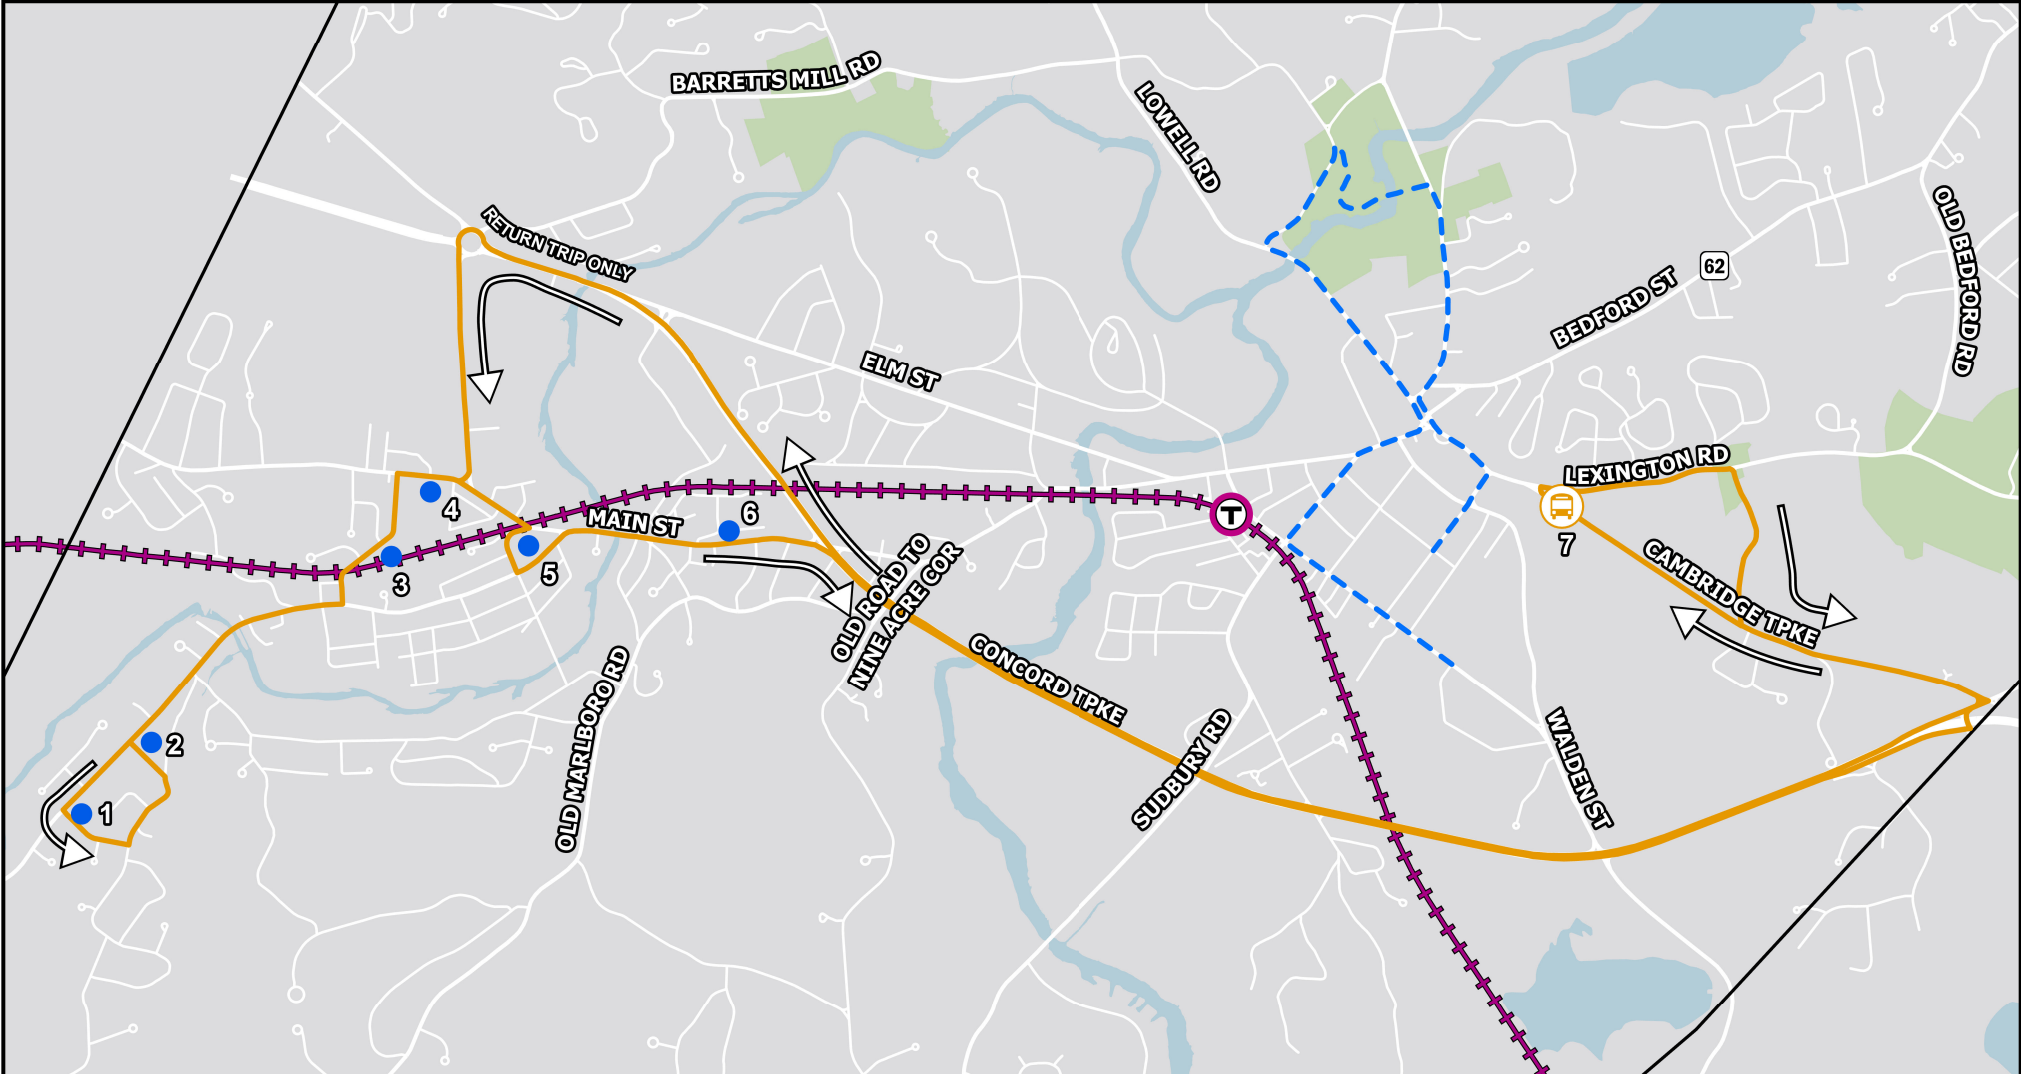 BARRETTS MILL RD
LOWELL RD
RETURN TRIP ONLY
OLD BEDFORD RD
62
BEDFORD ST
ELM ST
LEXINGTON RD
4
6
MAIN ST
T
7
3
5
OLD ROAD TO
NINE ACRE COR
CAMBRIDGE TPKE
CONCORD TPKE
OLD MARLBORO RD
SUDBURY RD
WALDEN ST
2
1